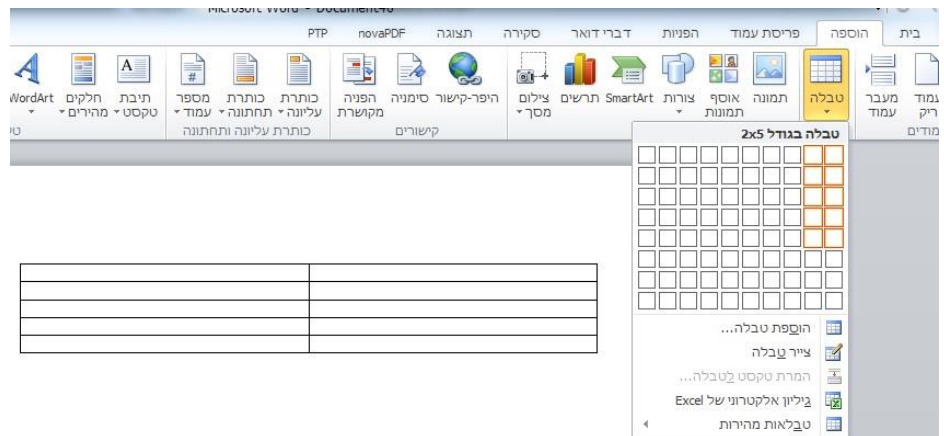 Microsoft Word - Document40
בית הוספה פריסת עמוד הפניות דברי דואר סקירה תצוגה novaPDF PTP
עמוד ריק
מעבר עמוד
טבלה
תמונה
אוסף תמונות
צורות
SmartArt
תרשים
צילום מסך
היפר-קישור
סימניה
הפניה מקושרת
כותרת עליונה
כותרת תחתונה
מספר עמוד
תיבת טקסט
חלקים מהירים
WordArt
קישורים
כותרת עליונה ותחתונה
טבלה בגודל 2x5
הוספת טבלה...
צייר טבלה
המרת טקסט לטבלה...
גיליון אלקטרוני של Excel
טבלאות מהירות